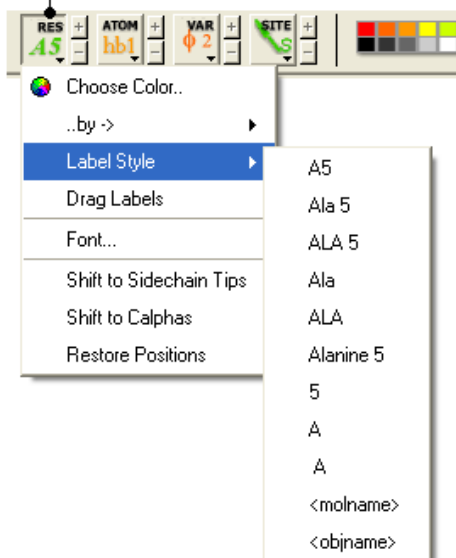 RES + ATOM + VAR + SITE +
A5 - hb1 - ϕ 2 - S -
Choose Color..
..by ->
Label Style
Drag Labels
Font...
Shift to Sidechain Tips
Shift to Calphas
Restore Positions
A5
Ala 5
ALA 5
Ala
ALA
Alanine 5
5
A
A
<molname>
<objname>